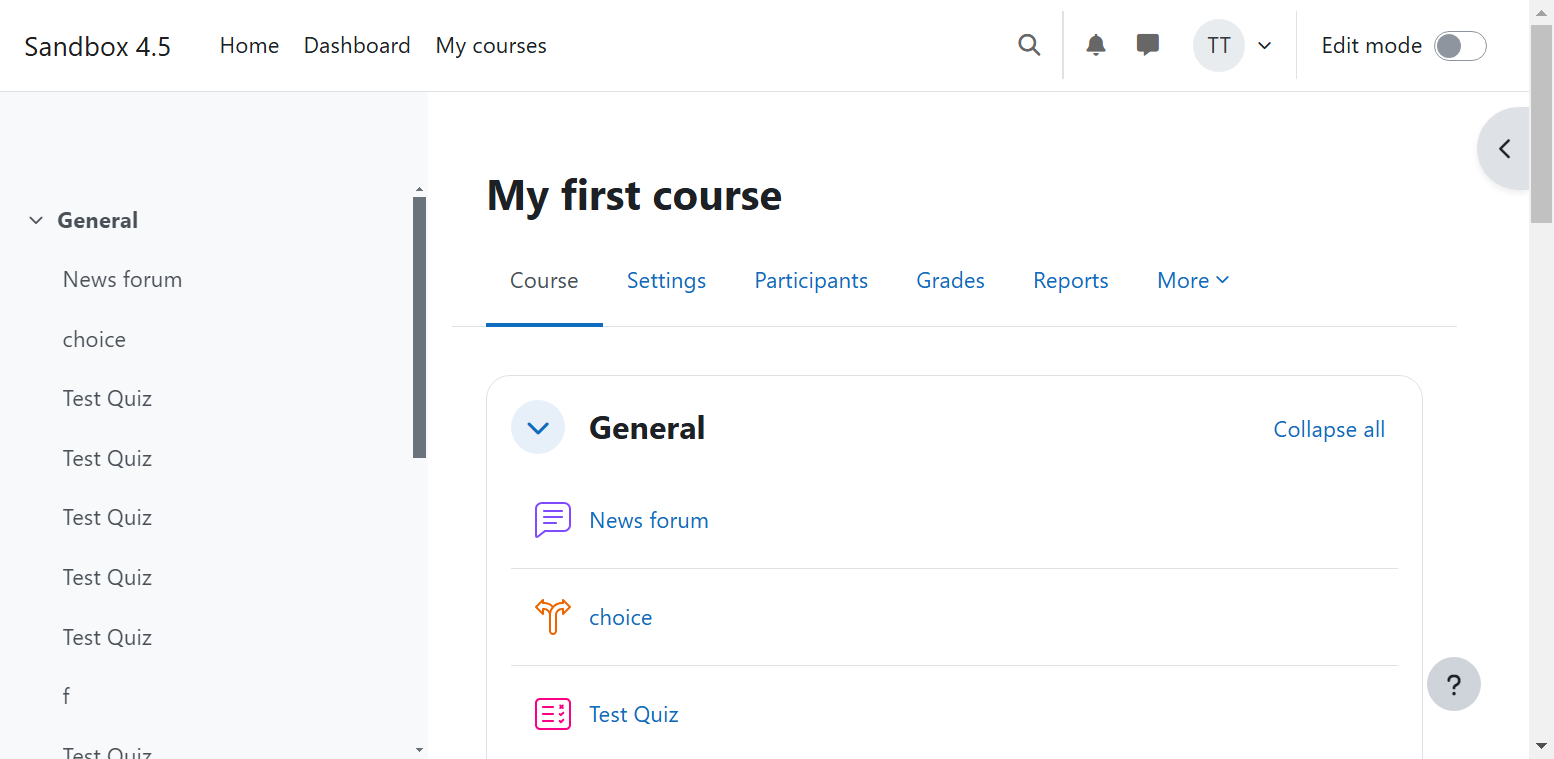 Sandbox 4.5 Home Dashboard My courses TT Edit mode
General
News forum
choice
Test Quiz
Test Quiz
Test Quiz
Test Quiz
Test Quiz
f
Test Quiz
My first course
Course Settings Participants Grades Reports More
General Collapse all
News forum
choice
Test Quiz
?